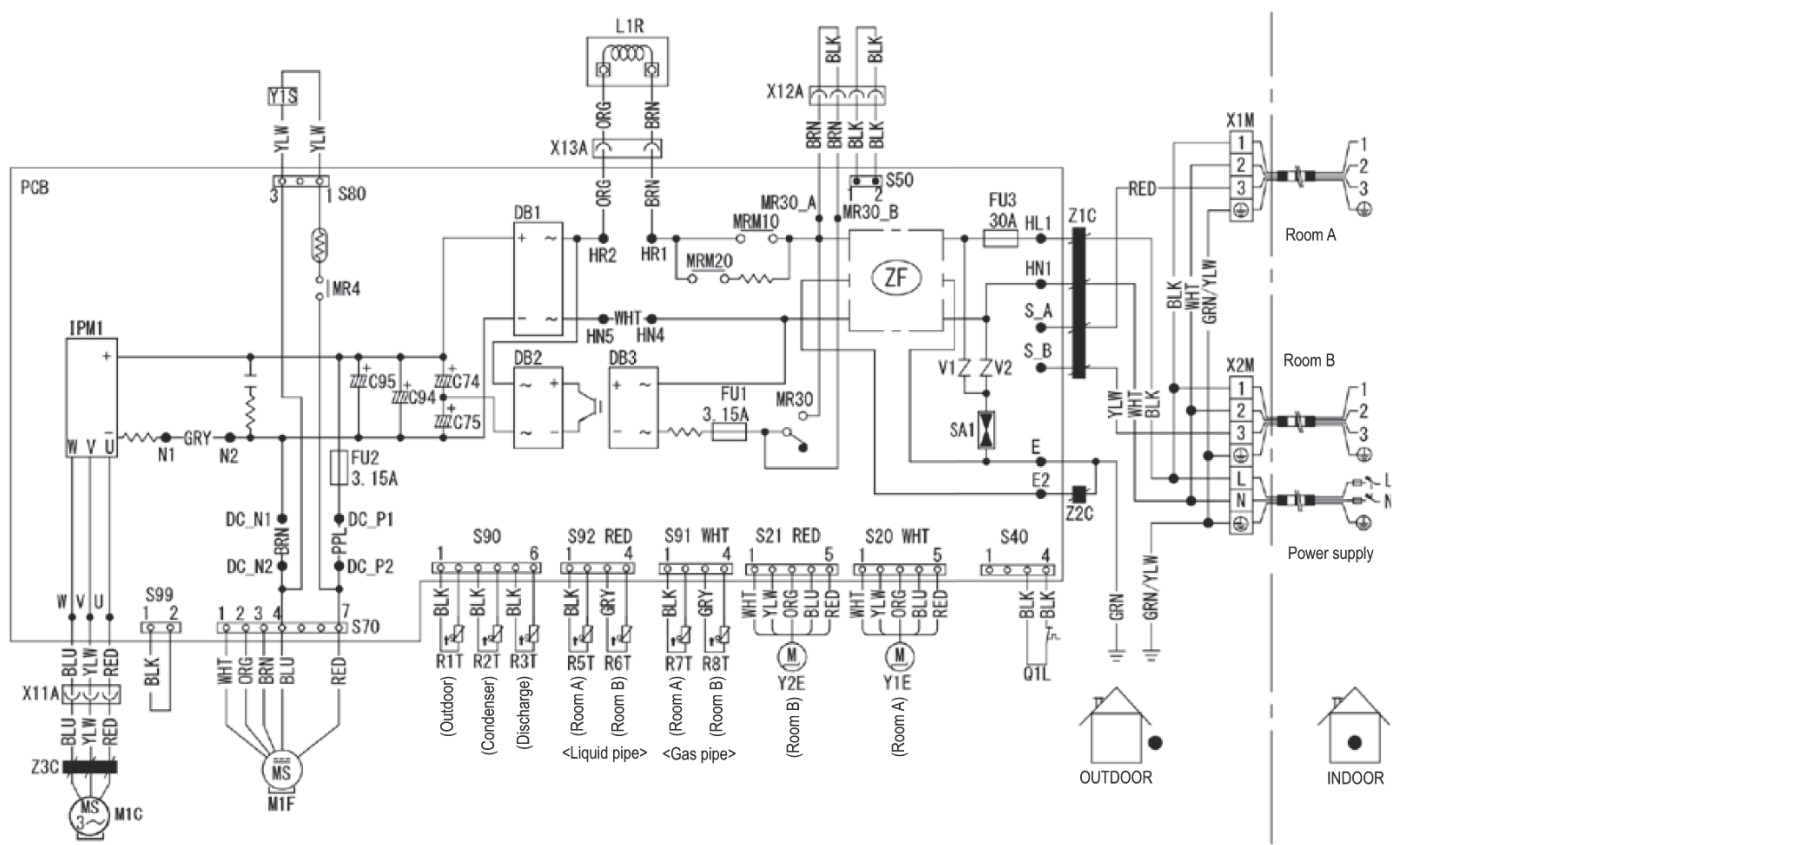 L1R
BLK BLK
Y1S
X12A
YLW YLW
ORG BRN
BRN BRN BLK BLK
X13A
X1M
1 1
2 2
3 RED 3
PCB
3 1 S80
ORG BRN
S50
1 2
MR30_A MR30_B
Room A
DB1
MRM10
FU3
30A HL1 Z1C
+ ~
HR2 HR1
MRM20
ZF
HN1
BLK WHT GRN/YLW
MR4
S_A
IPM1
- ~
WHT
HN5 HN4
S_B
Room B
+
DB2 DB3
V1 V2
X2M
+ C95
+ C94
+ C74
+ C75
~ +
+ ~
FU1
3.15A
MR30
YLW WHT BLK
1 1
2 2
3 3
~ -
- ~
SA1
-
W V U
N1 GRY N2
FU2
3.15A
E
E2
Z2C
L L
N N
DC_N1 DC_P1
BRN PPL
DC_N2 DC_P2
Power supply
S90 S92 RED S91 WHT S21 RED S20 WHT S40
1 6 1 4 1 4 1 5 1 5 1 4
W V U
S99
1 2
1 2 3 4 7 S70
BLK BLK BLK BLK GRY BLK GRY WHT YLW ORG BLU RED WHT YLW ORG BLU RED BLK BLK GRN GRN/YLW
BLU YLW RED BLK WHT ORG BRN BLU RED
R1T R2T R3T R5T R6T R7T R8T M M
Y2E Y1E Q1L
(Outdoor) (Condenser) (Discharge) (Room A) (Room B) (Room A) (Room B) (Room B) (Room A)
<Liquid pipe> <Gas pipe>
X11A
BLU YLW RED
Z3C
MS
M1F
MS
3~
M1C
OUTDOOR INDOOR